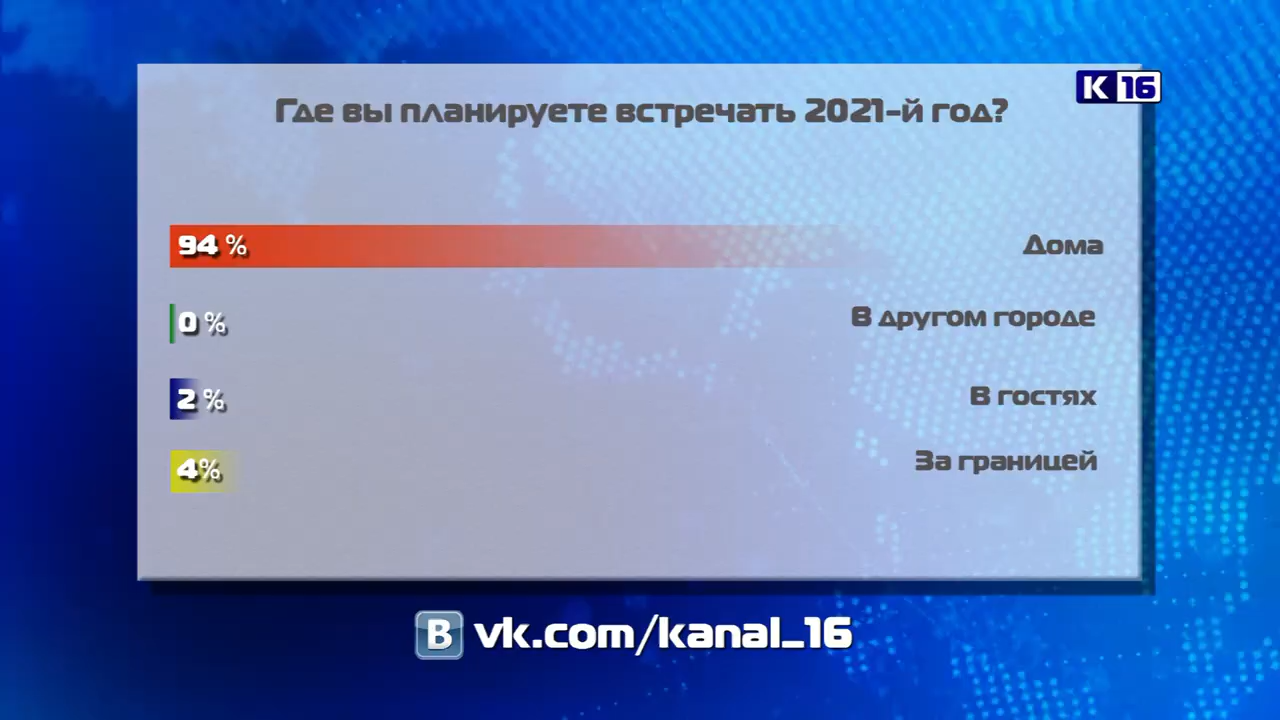 К 16
Где вы планируете встречать 2021-й год?
94 % Дома
0 % В другом городе
2 % В гостях
4% За границей
В vk.com/kanal_16